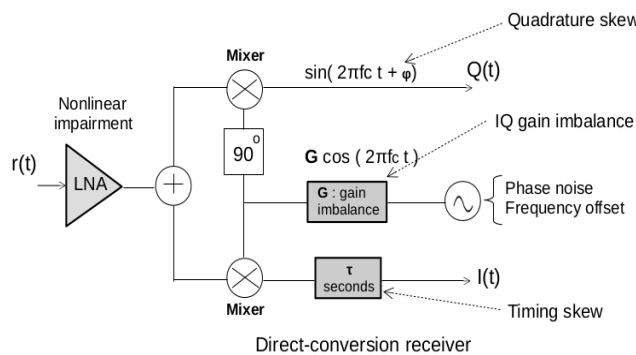 Quadrature skew
Mixer
sin( 2πfc t + φ)
Q(t)
Nonlinear
impairment
IQ gain imbalance
r(t)
LNA
90 o
G cos ( 2πfc t )
G : gain
imbalance
Phase noise
Frequency offset
τ
seconds
I(t)
Mixer
Timing skew
Direct-conversion receiver